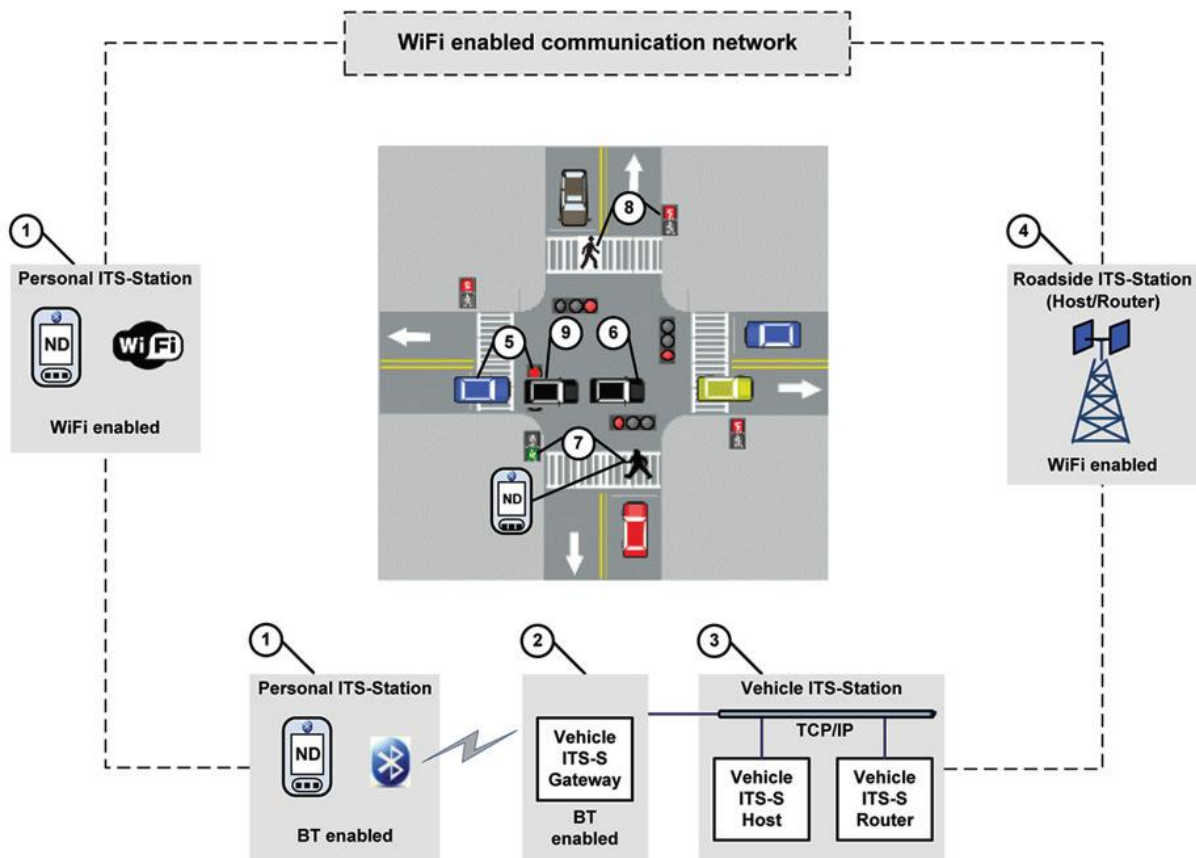 WiFi enabled communication network
1
Personal ITS-Station
ND
WiFi
WiFi enabled
8
5
9
6
7
ND
4
Roadside ITS-Station
(Host/Router)
WiFi enabled
1
Personal ITS-Station
ND
BT enabled
2
Vehicle
ITS-S
Gateway
BT
enabled
3
Vehicle ITS-Station
TCP/IP
Vehicle
ITS-S
Host
Vehicle
ITS-S
Router